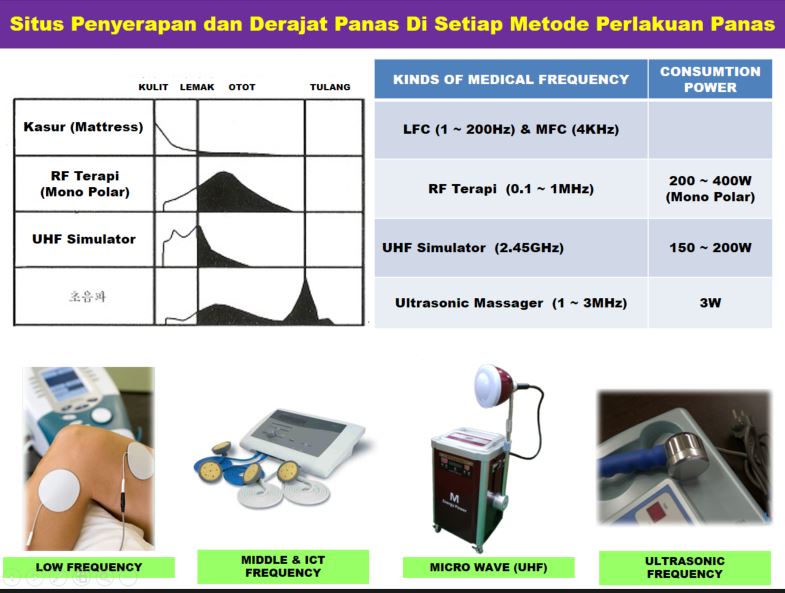 Situs Penyerapan dan Derajat Panas Di Setiap Metode Perlakuan Panas
KULIT LEMAK OTOT TULANG
Kasur (Mattress)
RF Terapi
(Mono Polar)
UHF Simulator
초음파
KINDS OF MEDICAL FREQUENCY
CONSUMTION
POWER
LFC (1 ~ 200Hz) & MFC (4KHz)
RF Terapi (0.1 ~ 1MHz)
200 ~ 400W
(Mono Polar)
UHF Simulator (2.45GHz)
150 ~ 200W
Ultrasonic Massager (1 ~ 3MHz)
3W
M
Energy Power
LOW FREQUENCY
MIDDLE & ICT
FREQUENCY
MICRO WAVE (UHF)
ULTRASONIC
FREQUENCY